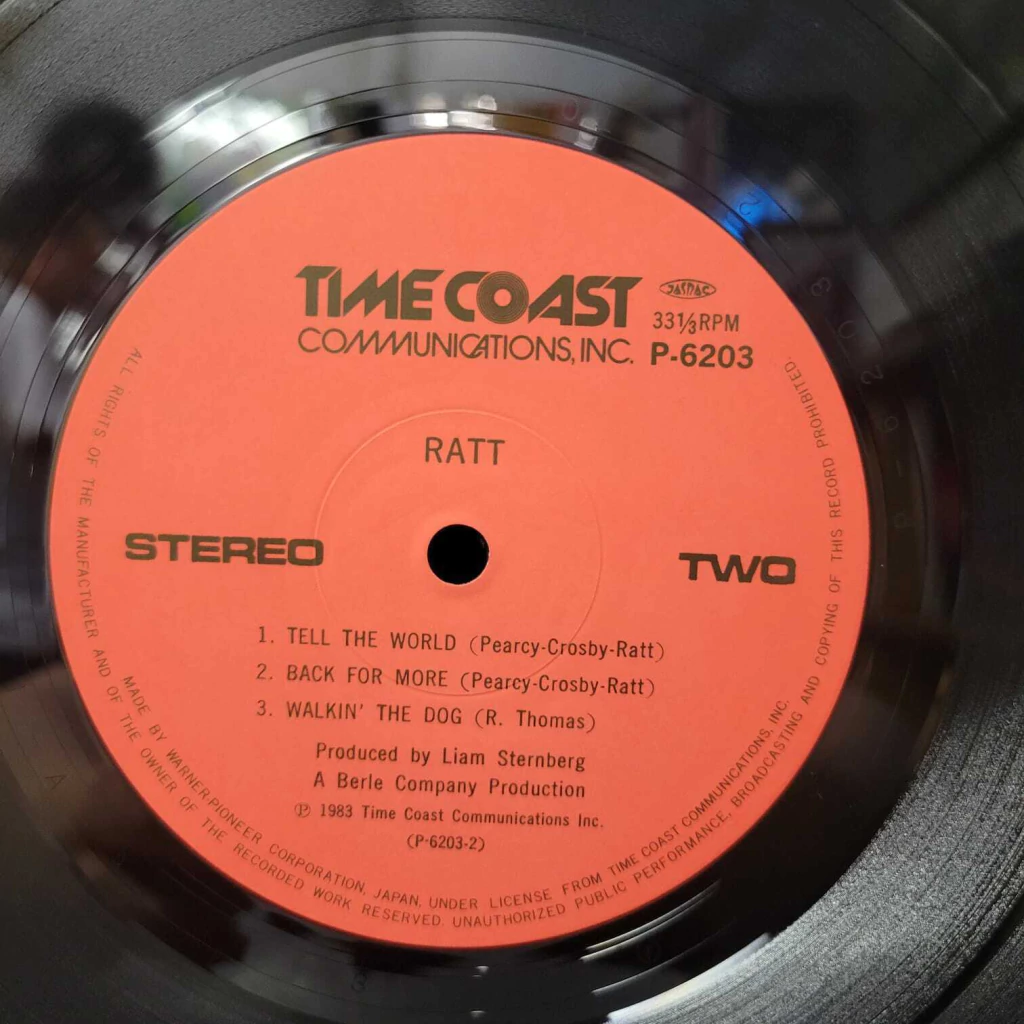 TIME COAST
COMMUNICATIONS, INC.
JASRAC
33⅓RPM
P-6203
RATT
STEREO
TWO
1. TELL THE WORLD (Pearcy-Crosby-Ratt)
2. BACK FOR MORE (Pearcy-Crosby-Ratt)
3. WALKIN' THE DOG (R. Thomas)
Produced by Liam Sternberg
A Berle Company Production
℗ 1983 Time Coast Communications Inc.
(P-6203-2)
MADE BY WARNER-PIONEER CORPORATION, JAPAN, UNDER LICENSE FROM TIME COAST COMMUNICATIONS, INC.
ALL RIGHTS OF THE MANUFACTURER AND OF THE OWNER OF THE RECORDED WORK RESERVED. UNAUTHORIZED PUBLIC PERFORMANCE, BROADCASTING AND COPYING OF THIS RECORD PROHIBITED.